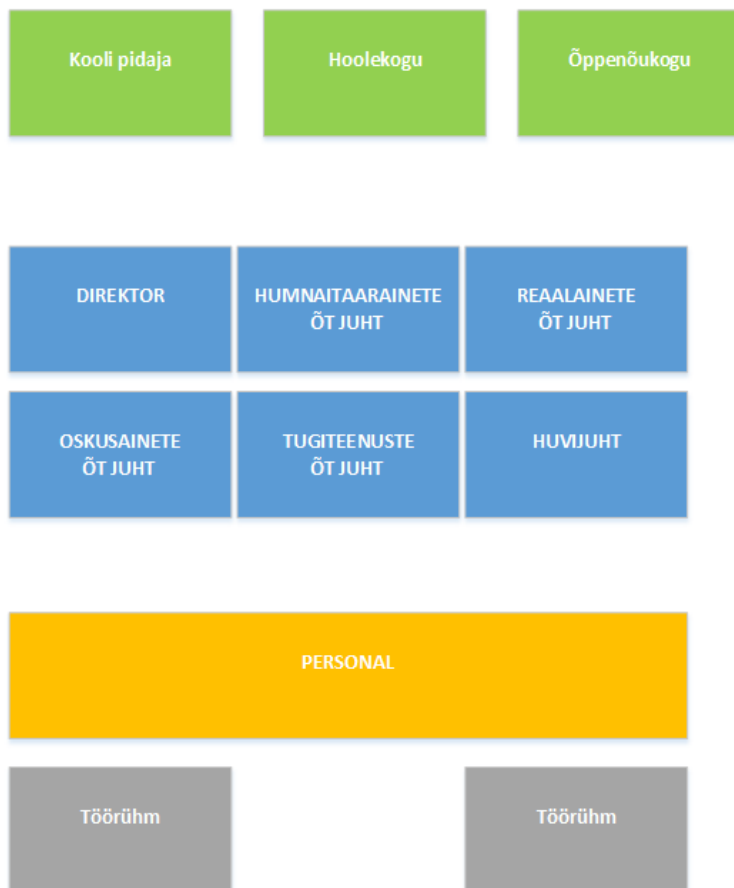 Kooli pidaja
Hoolekogu
Õppenõukogu
DIREKTOR
HUMNAITAARAINETE
ÕT JUHT
REAALAINETE
ÕT JUHT
OSKUSAINETE
ÕT JUHT
TUGITEENUSTE
ÕT JUHT
HUVIJUHT
PERSONAL
Töörühm
Töörühm